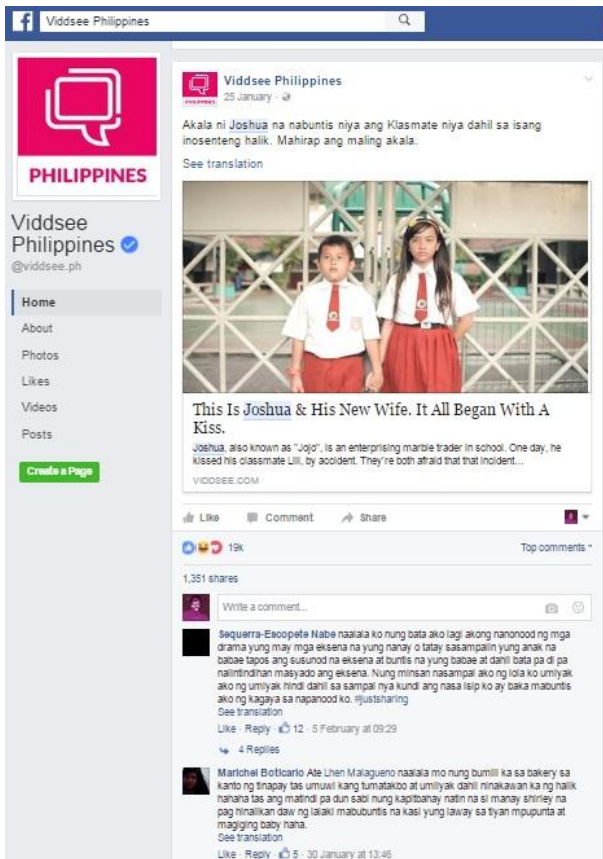 Viddsee Philippines
PHILIPPINES
Viddsee
Philippines
@viddsee.ph
Home
About
Photos
Likes
Videos
Posts
Create a Page
PHILIPPINES
Viddsee Philippines
25 January ·
Akala ni Joshua na nabuntis niya ang Klasmate niya dahil sa isang
inosenteng halik. Mahirap ang maling akala.
See translation
This Is Joshua & His New Wife. It All Began With A
Kiss.
Joshua, also known as "Jojo", is an enterprising marble trader in school. One day, he
kissed his classmate Lili, by accident. They're both afraid that that incident...
VIDDSEE.COM
Like Comment Share
19k Top comments
1,351 shares
Write a comment...
Sequerra-Escopete Nabe naalala ko nung bata ako lagi akong nanonood ng mga
drama yung may mga eksena na yung nanay o tatay sasampalin yung anak na
babae tapos ang susunod na eksena at buntis na yung babae at dahil bata pa di pa
nalintindihan masyado ang eksena. Nung minsan nasampal ako ng lola ko umiyak
ako ng umiyak hindi dahil sa sampal nya kundi ang nasa isip ko ay baka mabuntis
ako ng kagaya sa napanood ko. #justsharing
See translation
Like · Reply · 12 · 5 February at 09:29
4 Replies
Marichel Boticario Ate Lhen Malagueno naalala mo nung bumili ka sa bakery sa
kanto ng tinapay tas umuwi kang tumatakbo at umiiyak dahil ninakawan ka ng halik
hahaha tas ang matindi pa dun sabi nung kapitbahay natin na si manay shirley na
pag hinalikan daw ng lalaki mabubuntis na kasi yung laway sa tiyan mpupunta at
magiging baby haha.
See translation
Like · Reply · 5 · 30 January at 13:46